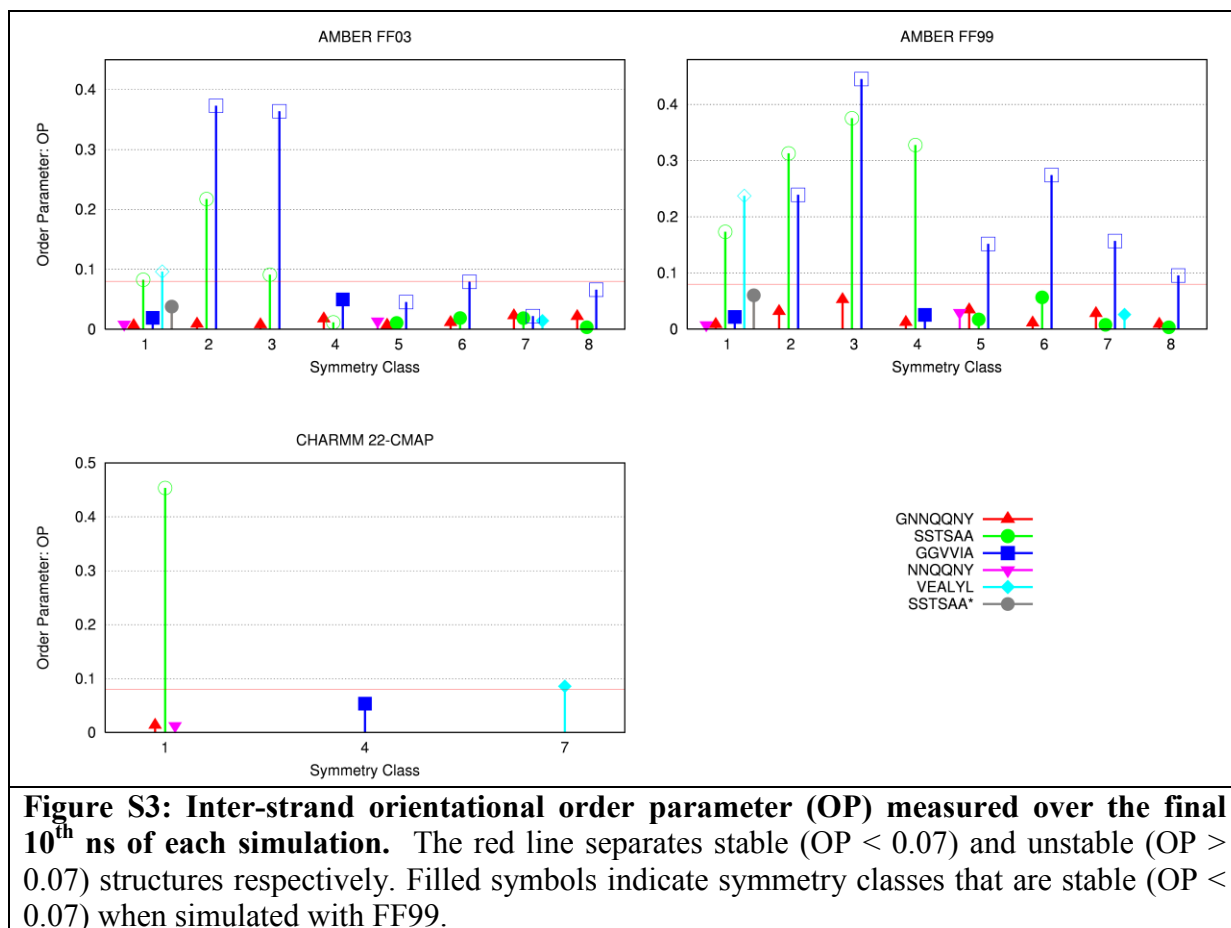 AMBER FF03
AMBER FF99
Order Parameter: OP
0.4
0.3
0.2
0.1
0
1 2 3 4 5 6 7 8
Symmetry Class
0.4
0.3
0.2
0.1
0
1 2 3 4 5 6 7 8
Symmetry Class
CHARMM 22-CMAP
Order Parameter: OP
0.5
0.4
0.3
0.2
0.1
0
1 4 7
Symmetry Class
GNNQQNY
SSTSAA
GGVVIA
NNQQNY
VEALYL
SSTSAA*
Figure S3: Inter-strand orientational order parameter (OP) measured over the final
10th ns of each simulation. The red line separates stable (OP < 0.07) and unstable (OP >
0.07) structures respectively. Filled symbols indicate symmetry classes that are stable (OP <
0.07) when simulated with FF99.